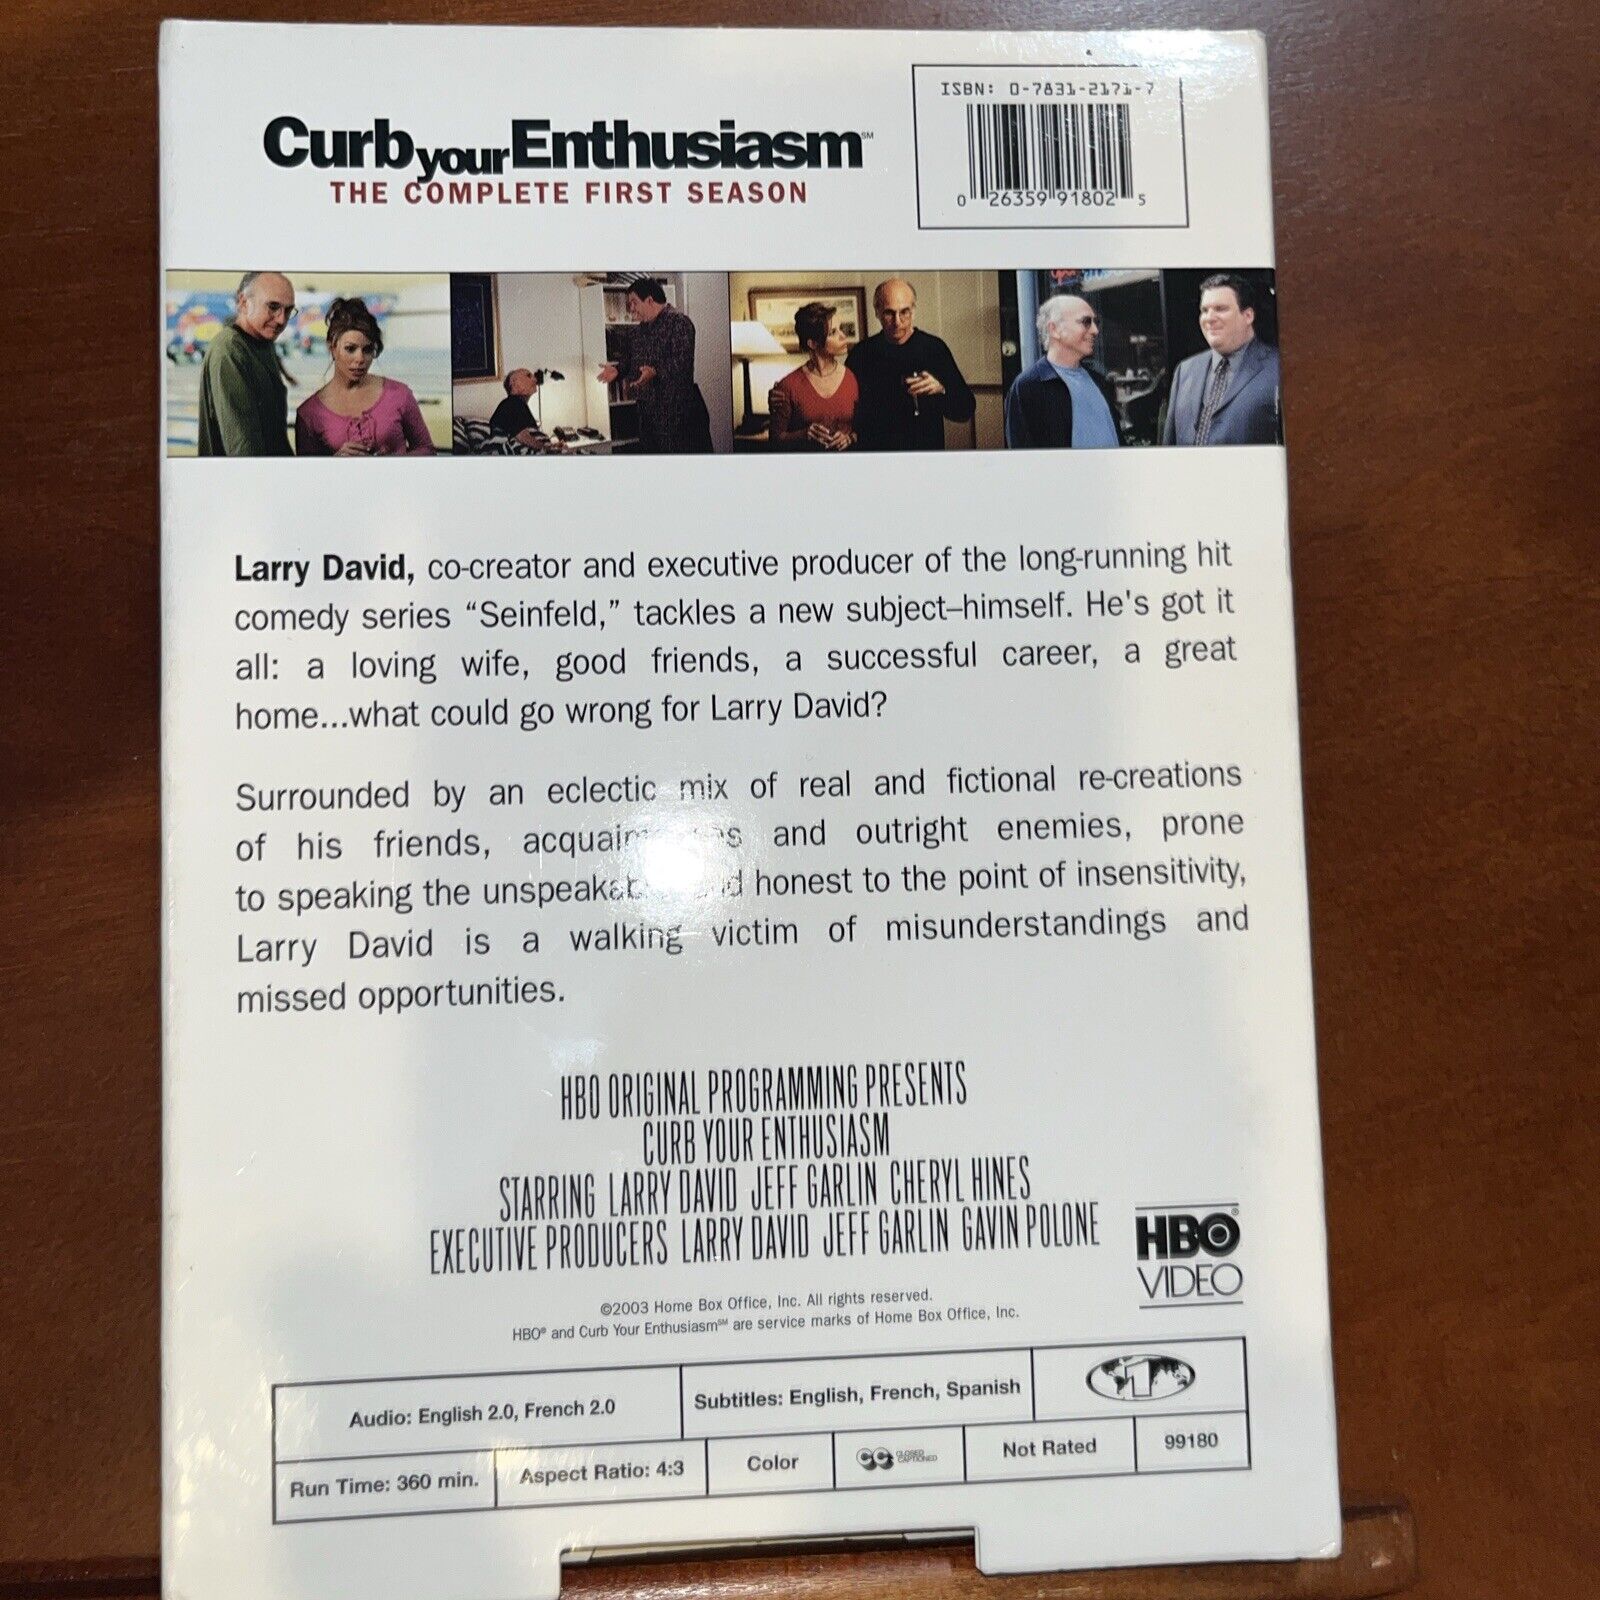 ISBN: 0-7831-2171-7
0 26359 91802 5
Curb your Enthusiasm℠
THE COMPLETE FIRST SEASON
Larry David, co-creator and executive producer of the long-running hit
comedy series “Seinfeld,” tackles a new subject–himself. He's got it
all: a loving wife, good friends, a successful career, a great
home...what could go wrong for Larry David?
Surrounded by an eclectic mix of real and fictional re-creations
of his friends, and outright enemies, prone
to speaking the honest to the point of insensitivity,
Larry David is a walking victim of misunderstandings and
missed opportunities.
HBO ORIGINAL PROGRAMMING PRESENTS
CURB YOUR ENTHUSIASM
STARRING LARRY DAVID JEFF GARLIN CHERYL HINES
EXECUTIVE PRODUCERS LARRY DAVID JEFF GARLIN GAVIN POLONE
HBO®
VIDEO
©2003 Home Box Office, Inc. All rights reserved.
HBO® and Curb Your Enthusiasm℠ are service marks of Home Box Office, Inc.
Audio: English 2.0, French 2.0
Subtitles: English, French, Spanish
1
Run Time: 360 min.
Aspect Ratio: 4:3
Color
CC CLOSED
CAPTIONED
Not Rated
99180